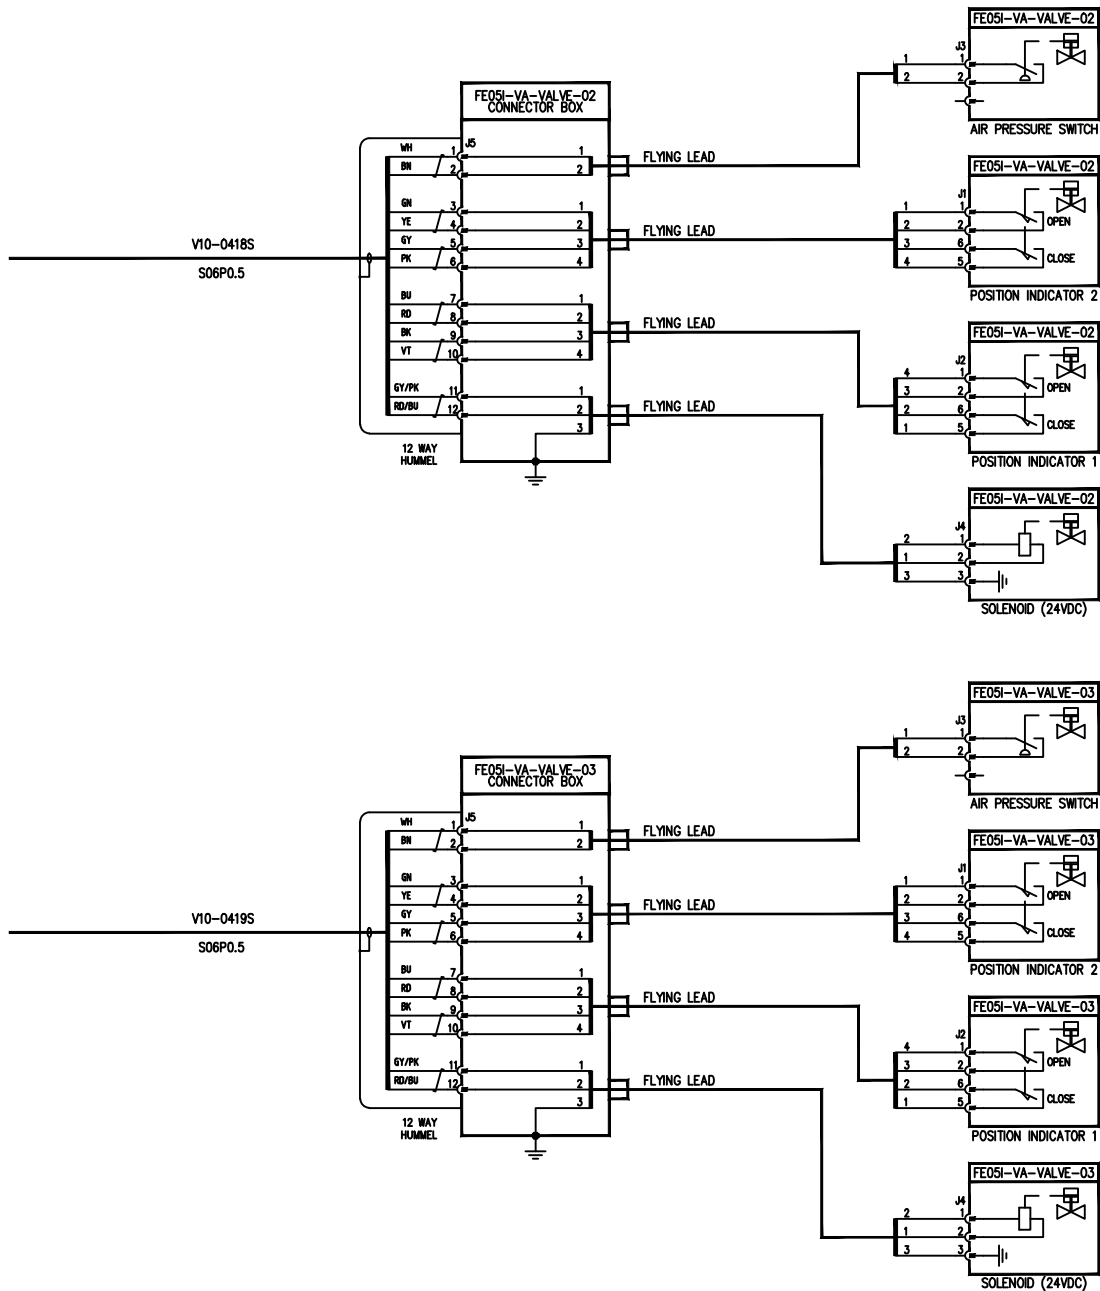 FE05I-VA-VALVE-02
J3
1 1
2 2
AIR PRESSURE SWITCH
FE05I-VA-VALVE-02
CONNECTOR BOX
J5
WH 1 1
BN 2 2
FLYING LEAD
GN 3 1
YE 4 2
GY 5 3
PK 6 4
FLYING LEAD
V10-0418S
S06P0.5
BU 7 1
RD 8 2
BK 9 3
VT 10 4
FLYING LEAD
GY/PK 11 1
RD/BU 12 2
3
FLYING LEAD
12 WAY
HUMMEL
FE05I-VA-VALVE-02
J1
1 1
2 2
OPEN
3 6
4 5
CLOSE
POSITION INDICATOR 2
FE05I-VA-VALVE-02
J2
4 1
3 2
OPEN
2 6
1 5
CLOSE
POSITION INDICATOR 1
FE05I-VA-VALVE-02
J4
2 1
1 2
3 3
SOLENOID (24VDC)
FE05I-VA-VALVE-03
J3
1 1
2 2
AIR PRESSURE SWITCH
FE05I-VA-VALVE-03
CONNECTOR BOX
J5
WH 1 1
BN 2 2
FLYING LEAD
GN 3 1
YE 4 2
GY 5 3
PK 6 4
FLYING LEAD
V10-0419S
S06P0.5
BU 7 1
RD 8 2
BK 9 3
VT 10 4
FLYING LEAD
GY/PK 11 1
RD/BU 12 2
3
FLYING LEAD
12 WAY
HUMMEL
FE05I-VA-VALVE-03
J1
1 1
2 2
OPEN
3 6
4 5
CLOSE
POSITION INDICATOR 2
FE05I-VA-VALVE-03
J2
4 1
3 2
OPEN
2 6
1 5
CLOSE
POSITION INDICATOR 1
FE05I-VA-VALVE-03
J4
2 1
1 2
3 3
SOLENOID (24VDC)